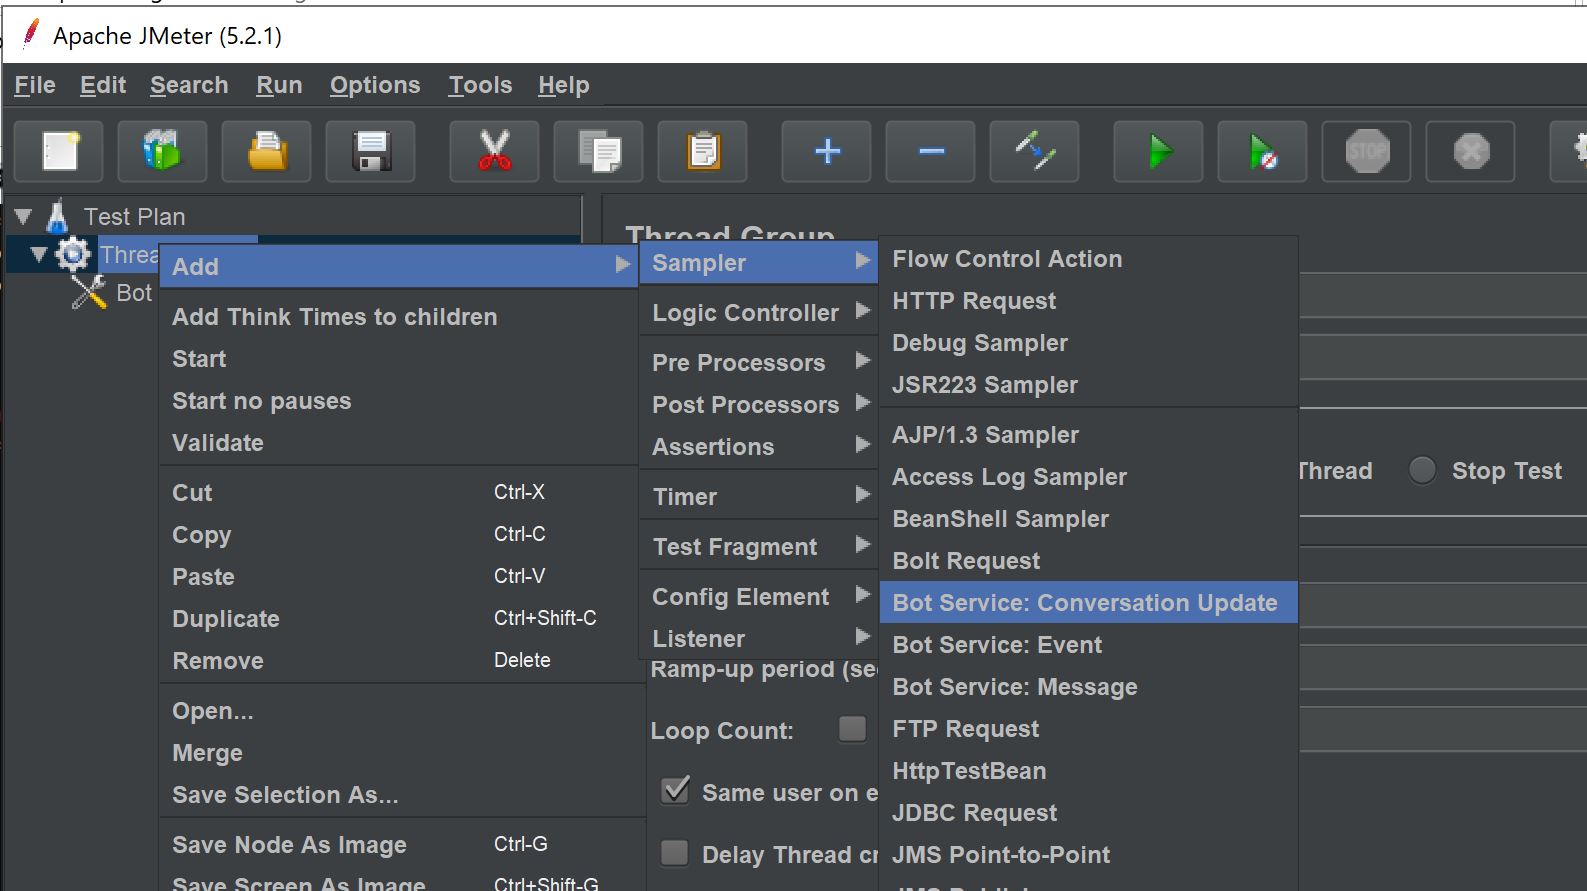 Apache JMeter (5.2.1)
File Edit Search Run Options Tools Help
STOP
Test Plan
Thread Group
Add
Sampler
Flow Control Action
HTTP Request
Debug Sampler
JSR223 Sampler
AJP/1.3 Sampler
Access Log Sampler
BeanShell Sampler
Bolt Request
Bot Service: Conversation Update
Bot Service: Event
Bot Service: Message
FTP Request
HttpTestBean
JDBC Request
JMS Point-to-Point
Logic Controller
Pre Processors
Post Processors
Assertions
Timer
Test Fragment
Config Element
Listener
Bot
Add Think Times to children
Start
Start no pauses
Validate
Cut Ctrl-X
Copy Ctrl-C
Paste Ctrl-V
Duplicate Ctrl+Shift-C
Remove Delete
Open...
Merge
Save Selection As...
Save Node As Image Ctrl-G
Save Screen As Image Ctrl+Shift-G
Thread Stop Test
Ramp-up period
Loop Count:
Same user on
Delay Thread